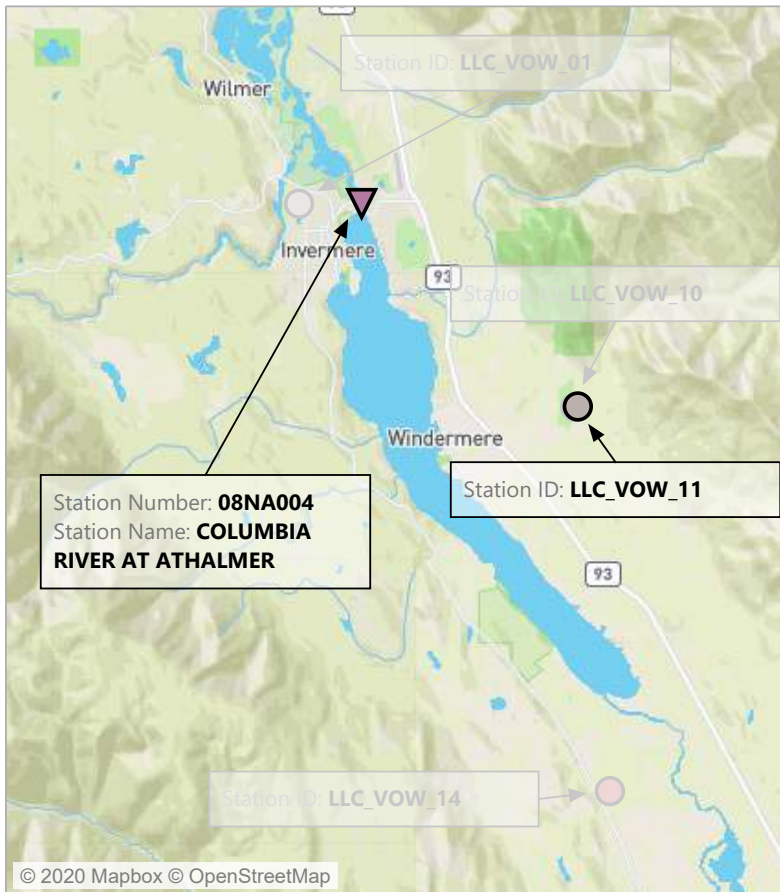 93
Station ID: LLC_VOW_01
Wilmer
Invermere
93
Station ID: LLC_VOW_10
Windermere
Station ID: LLC_VOW_11
Station Number: 08NA004
Station Name: COLUMBIA
RIVER AT ATHALMER
93
Station ID: LLC_VOW_14
© 2020 Mapbox © OpenStreetMap